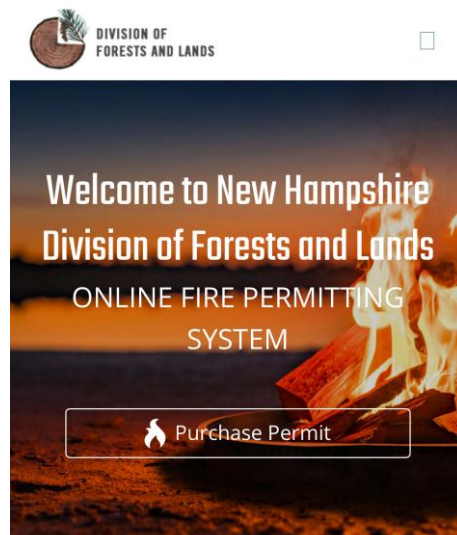 DIVISION OF
FORESTS AND LANDS
Welcome to New Hampshire
Division of Forests and Lands
ONLINE FIRE PERMITTING
SYSTEM
Purchase Permit